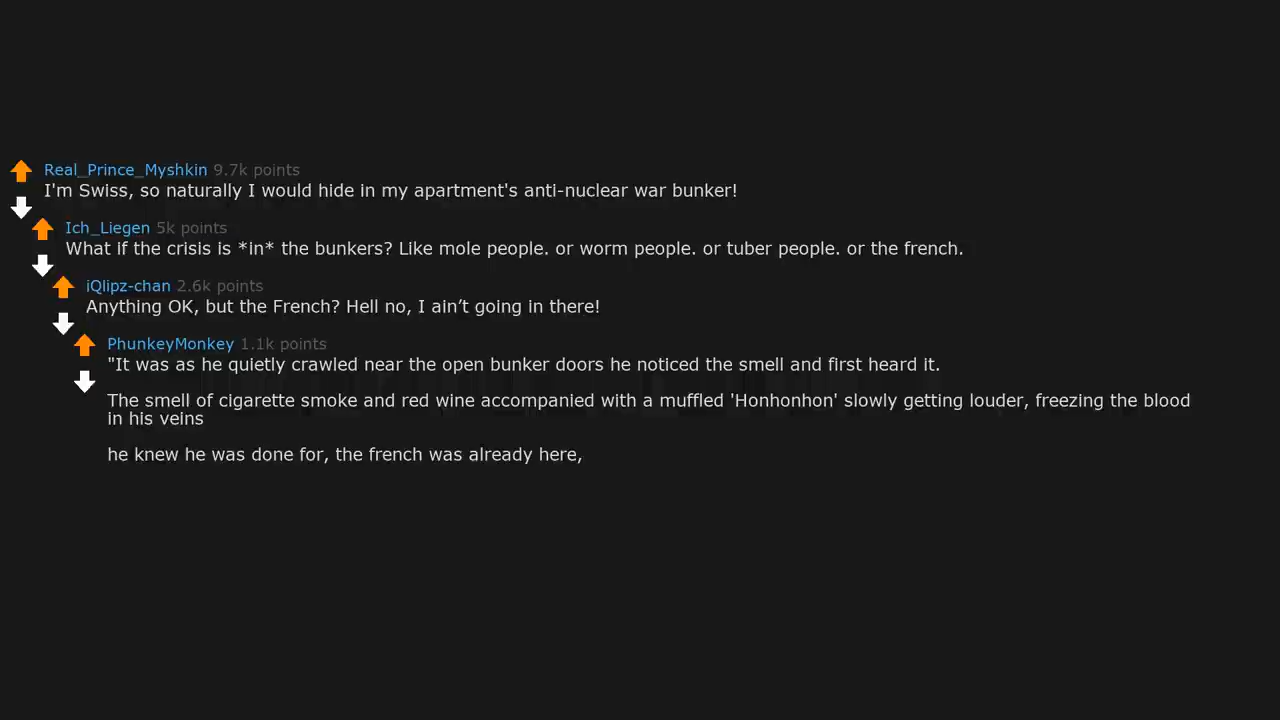 Real_Prince_Myshkin 9.7k points
I'm Swiss, so naturally I would hide in my apartment's anti-nuclear war bunker!
Ich_Liegen 5k points
What if the crisis is *in* the bunkers? Like mole people. or worm people. or tuber people. or the french.
iQlipz-chan 2.6k points
Anything OK, but the French? Hell no, I ain’t going in there!
PhunkeyMonkey 1.1k points
"It was as he quietly crawled near the open bunker doors he noticed the smell and first heard it.
The smell of cigarette smoke and red wine accompanied with a muffled 'Honhonhon' slowly getting louder, freezing the blood
in his veins
he knew he was done for, the french was already here,